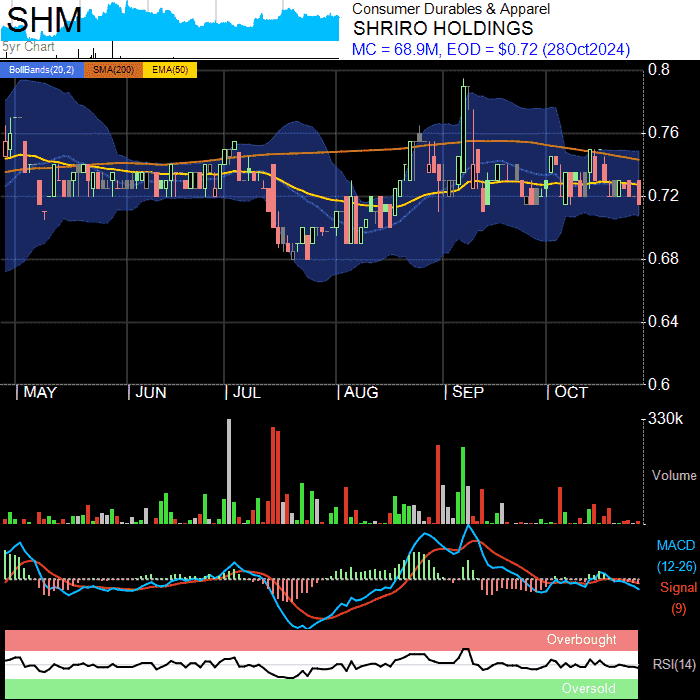 SHM
5yr Chart
Consumer Durables & Apparel
SHRIRO HOLDINGS
MC = 68.9M, EOD = $0.72 (28Oct2024)
BollBands(20,2) SMA(200) EMA(50)
0.8
0.76
0.72
0.68
0.64
0.6
MAY JUN JUL AUG SEP OCT
330k
Volume
MACD
(12-26)
Signal
(9)
Overbought
RSI(14)
Oversold